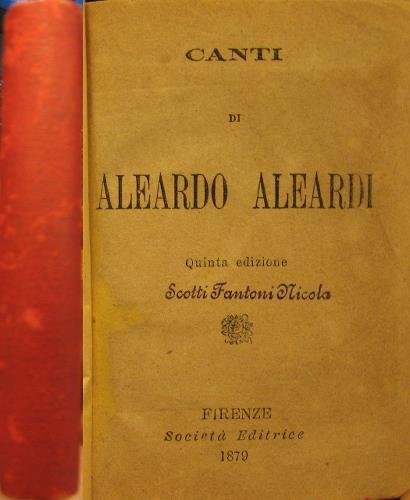 CANTI
DI
ALEARDO ALEARDI
Quinta edizione
Scotti Fantoni Nicola
FIRENZE
Società Editrice
1879